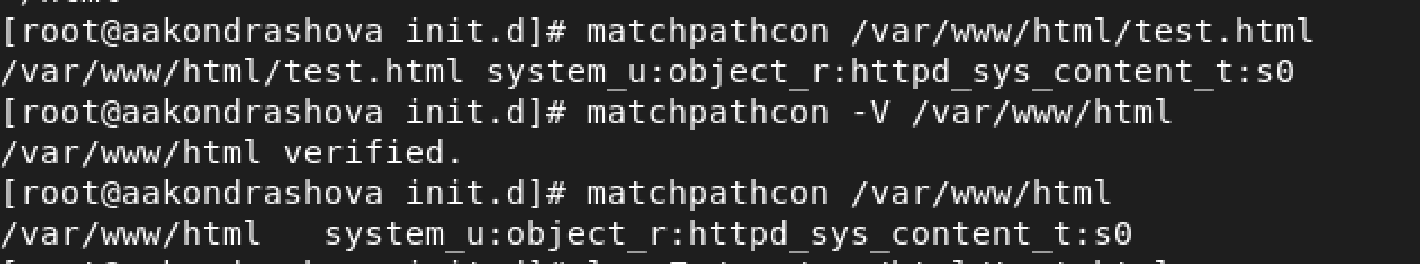 [root@aakondrashova init.d]# matchpathcon /var/www/html/test.html
/var/www/html/test.html system_u:object_r:httpd_sys_content_t:s0
[root@aakondrashova init.d]# matchpathcon -V /var/www/html
/var/www/html verified.
[root@aakondrashova init.d]# matchpathcon /var/www/html
/var/www/html   system_u:object_r:httpd_sys_content_t:s0